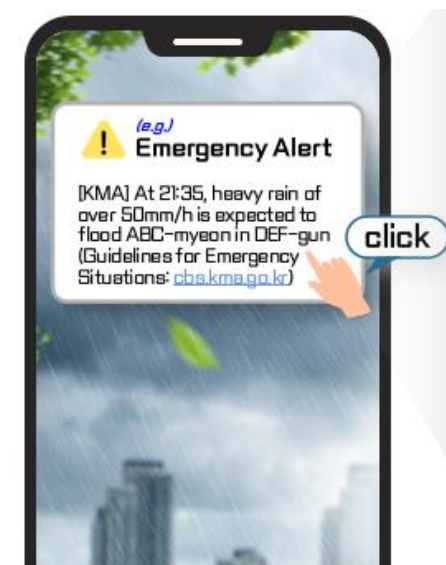 (e.g.)
Emergency Alert
[KMA] At 21:35, heavy rain of
over 50mm/h is expected to
flood ABC-myeon in DEF-gun
(Guidelines for Emergency
Situations: cbs.kma.go.kr)
click